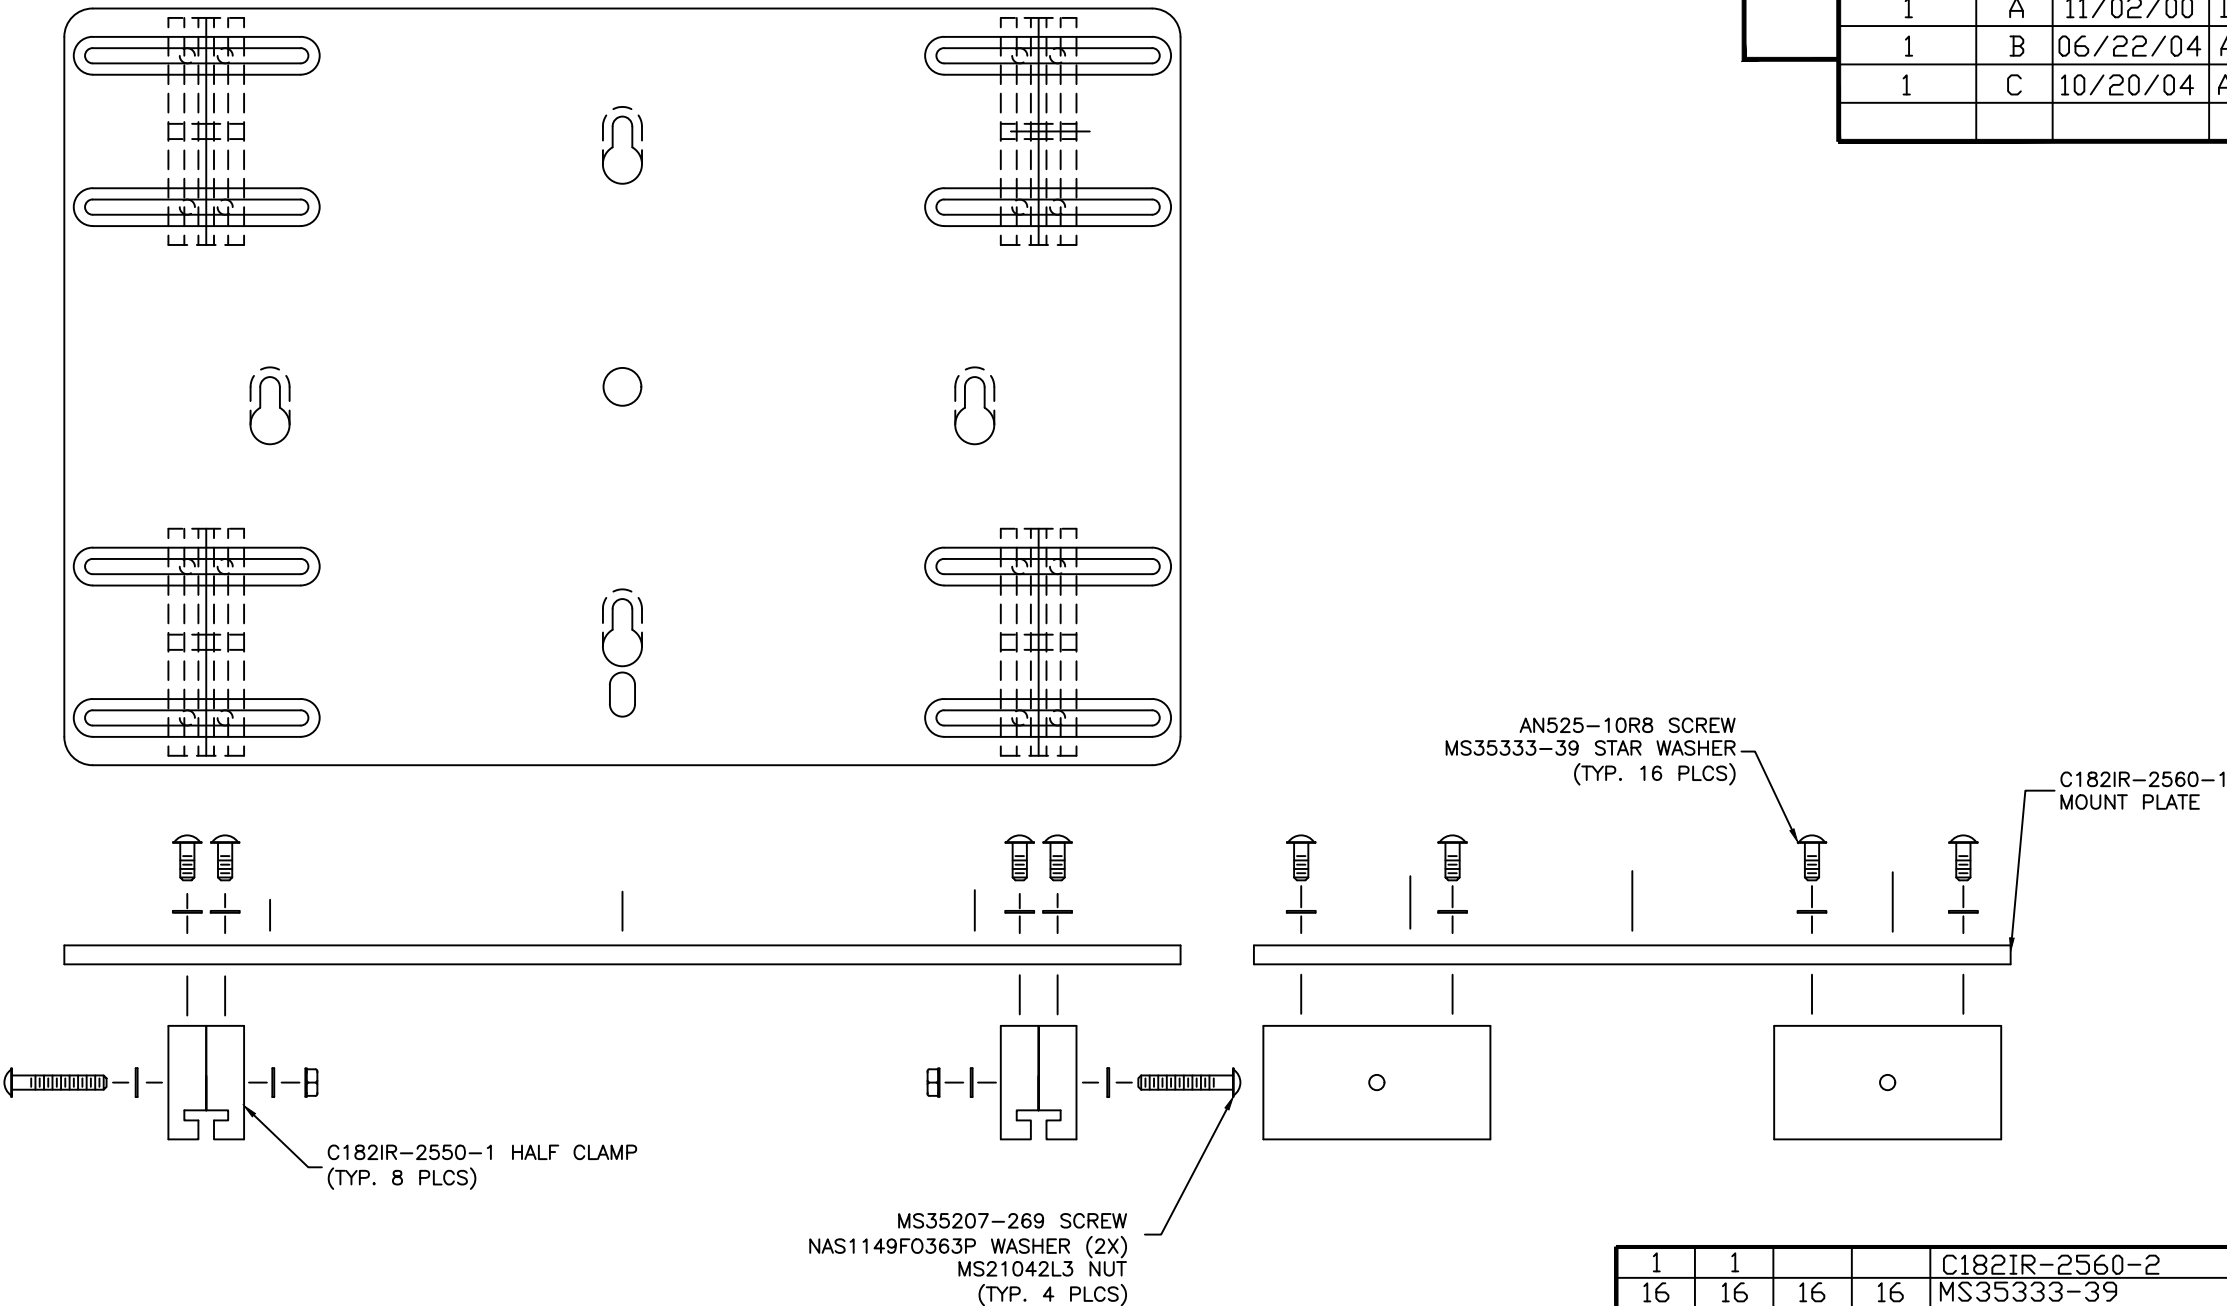 1 A 11/02/00
1 B 06/22/04 A
1 C 10/20/04 A
AN525-10R8 SCREW
MS35333-39 STAR WASHER
(TYP. 16 PLCS)
C182IR-2560-1
MOUNT PLATE
C182IR-2550-1 HALF CLAMP
(TYP. 8 PLCS)
MS35207-269 SCREW
NAS1149F0363P WASHER (2X)
MS21042L3 NUT
(TYP. 4 PLCS)
1 1 C182IR-2560-2
16 16 16 16 MS35333-39